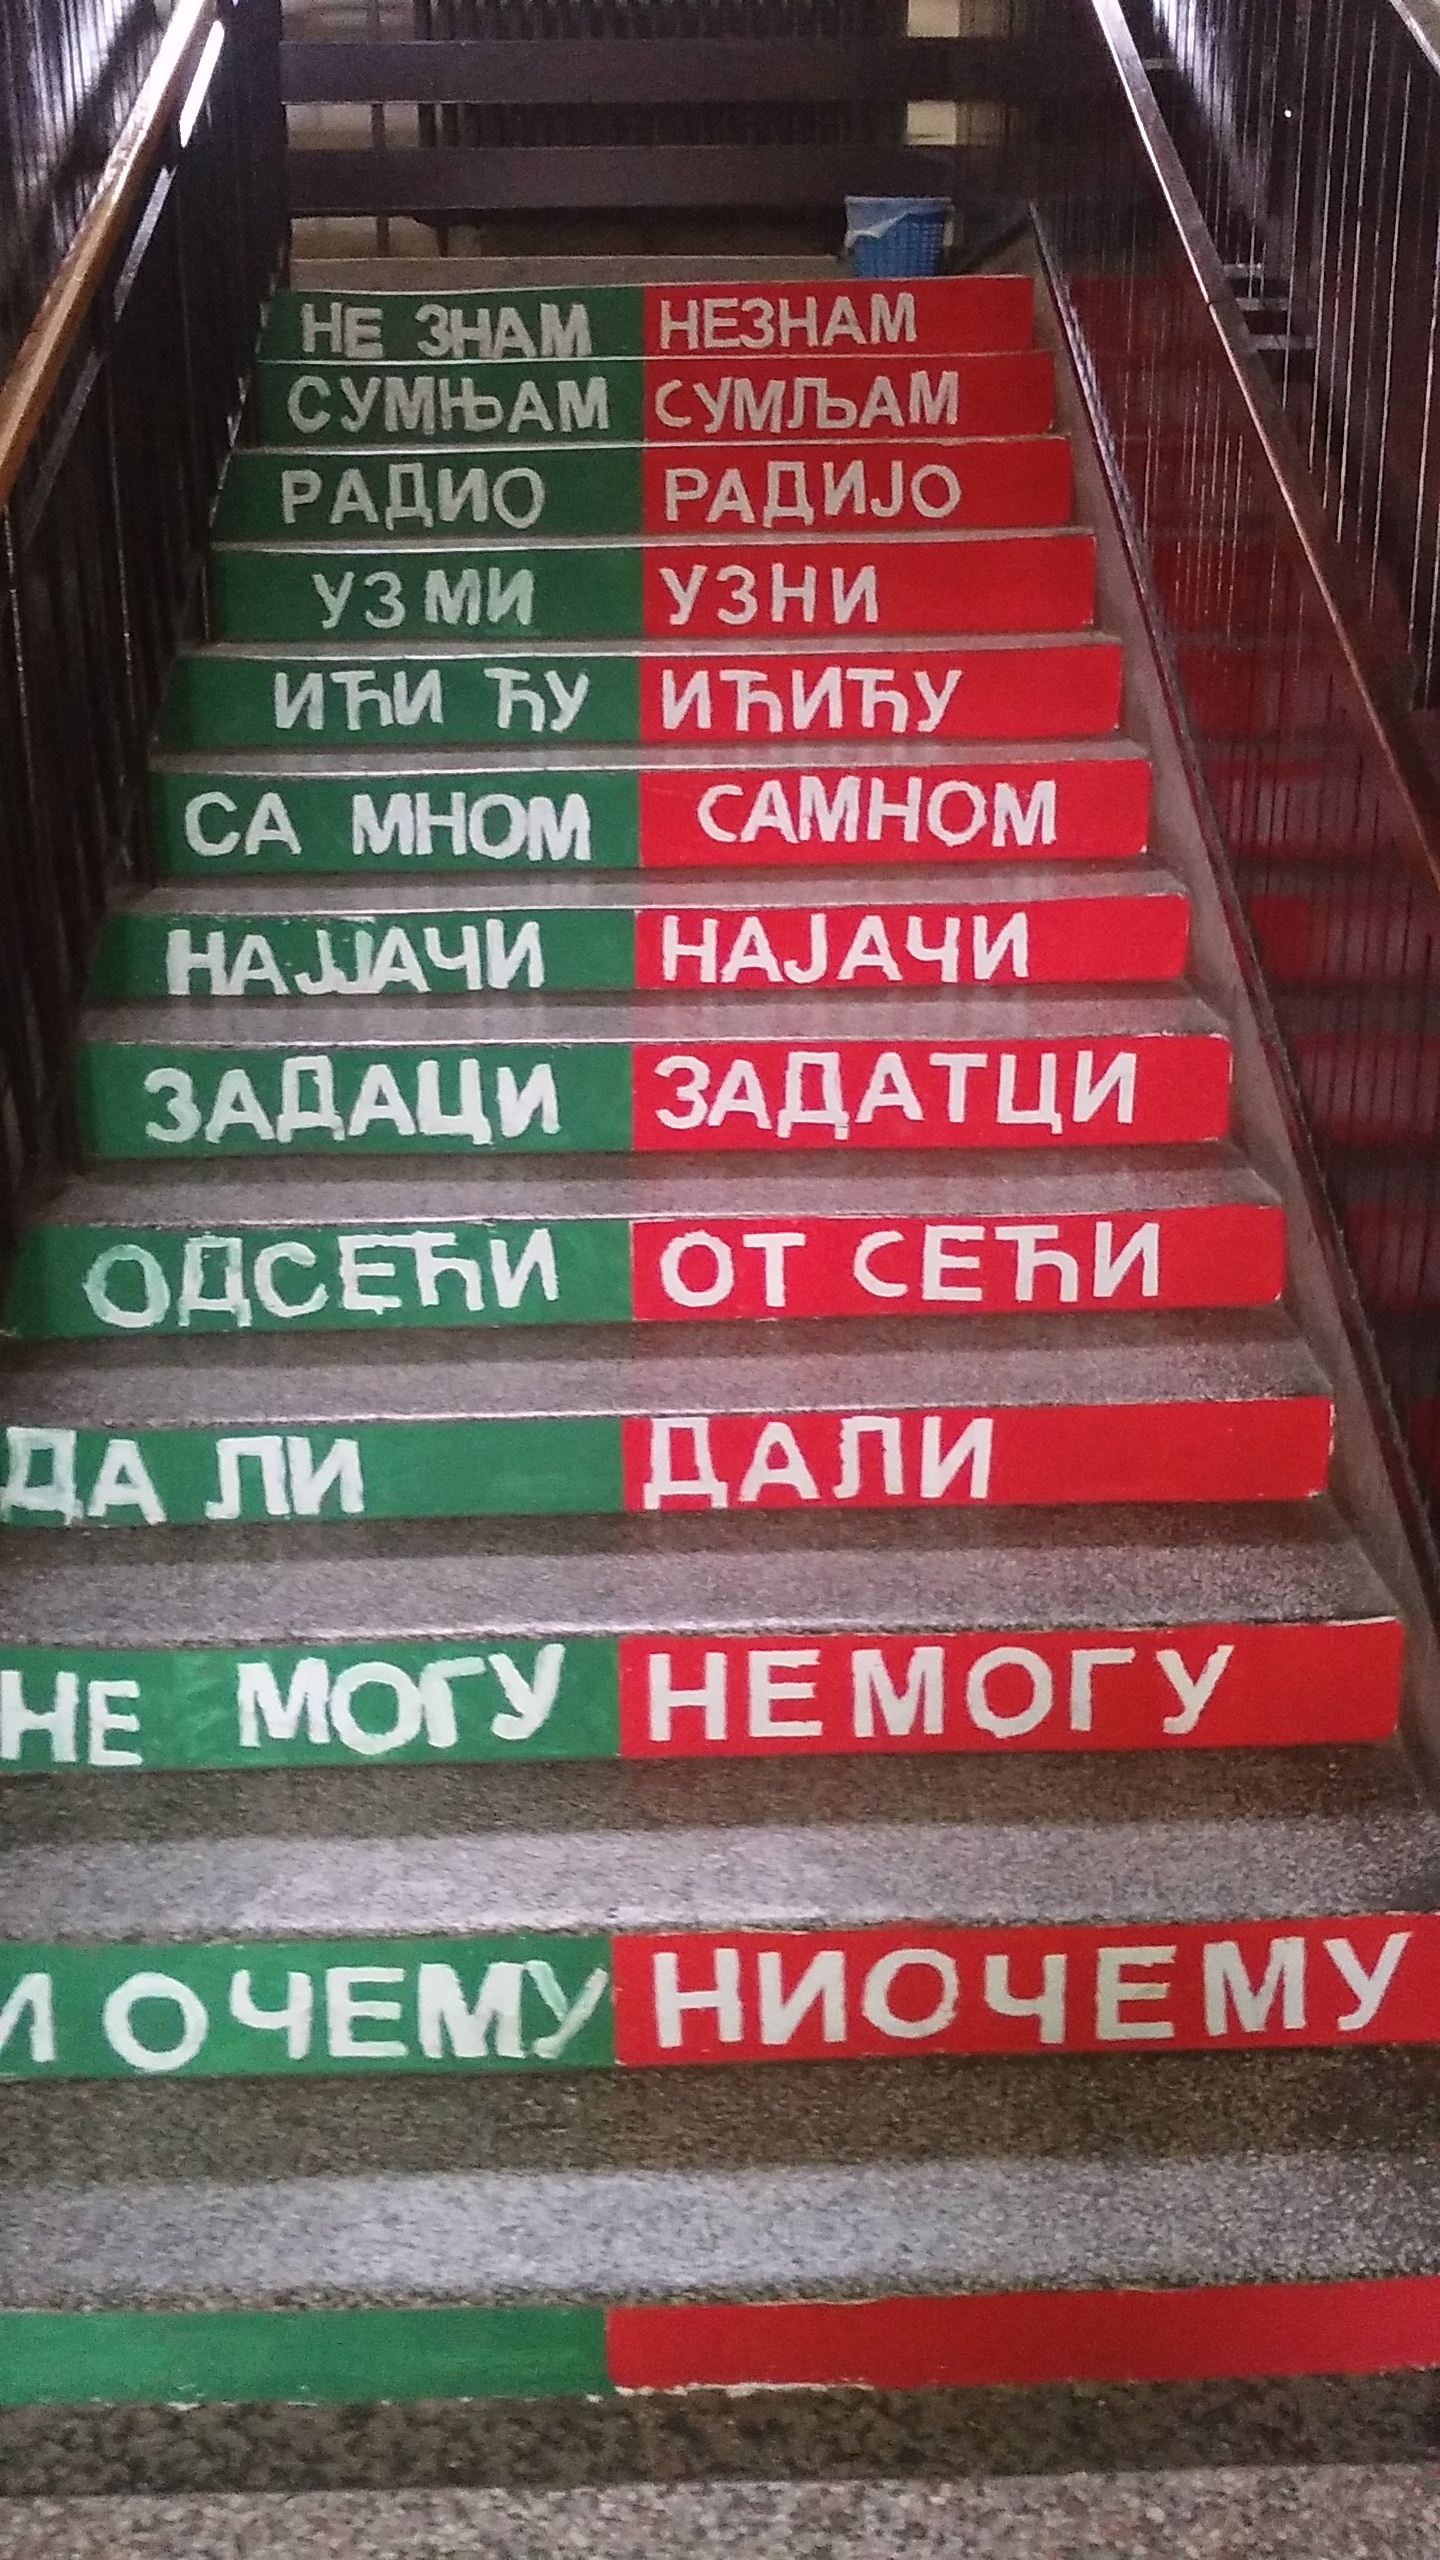 НЕ ЗНАМ НЕЗНАМ
СУМЊАМ СУМЉАМ
РАДИО РАДИЈО
УЗМИ УЗНИ
ИЋИ ЋУ ИЋИЋУ
СА МНОМ САМНОМ
НАЈЈАЧИ НАЈАЧИ
ЗАДАЦИ ЗАДАТЦИ
ОДСЕЋИ ОТ СЕЋИ
ДА ЛИ ДАЛИ
НЕ МОГУ НЕМОГУ
И О ЧЕМУ НИОЧЕМУ